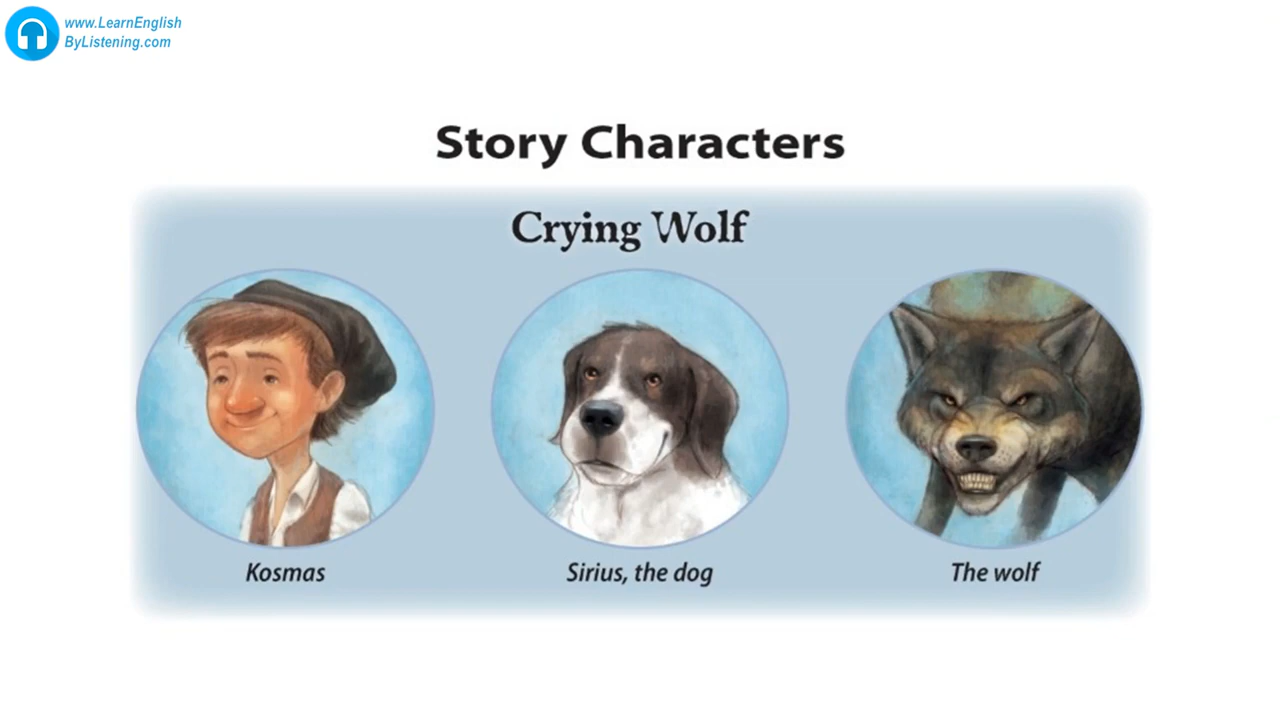 www.LearnEnglish
ByListening.com
Story Characters
Crying Wolf
Kosmas
Sirius, the dog
The wolf